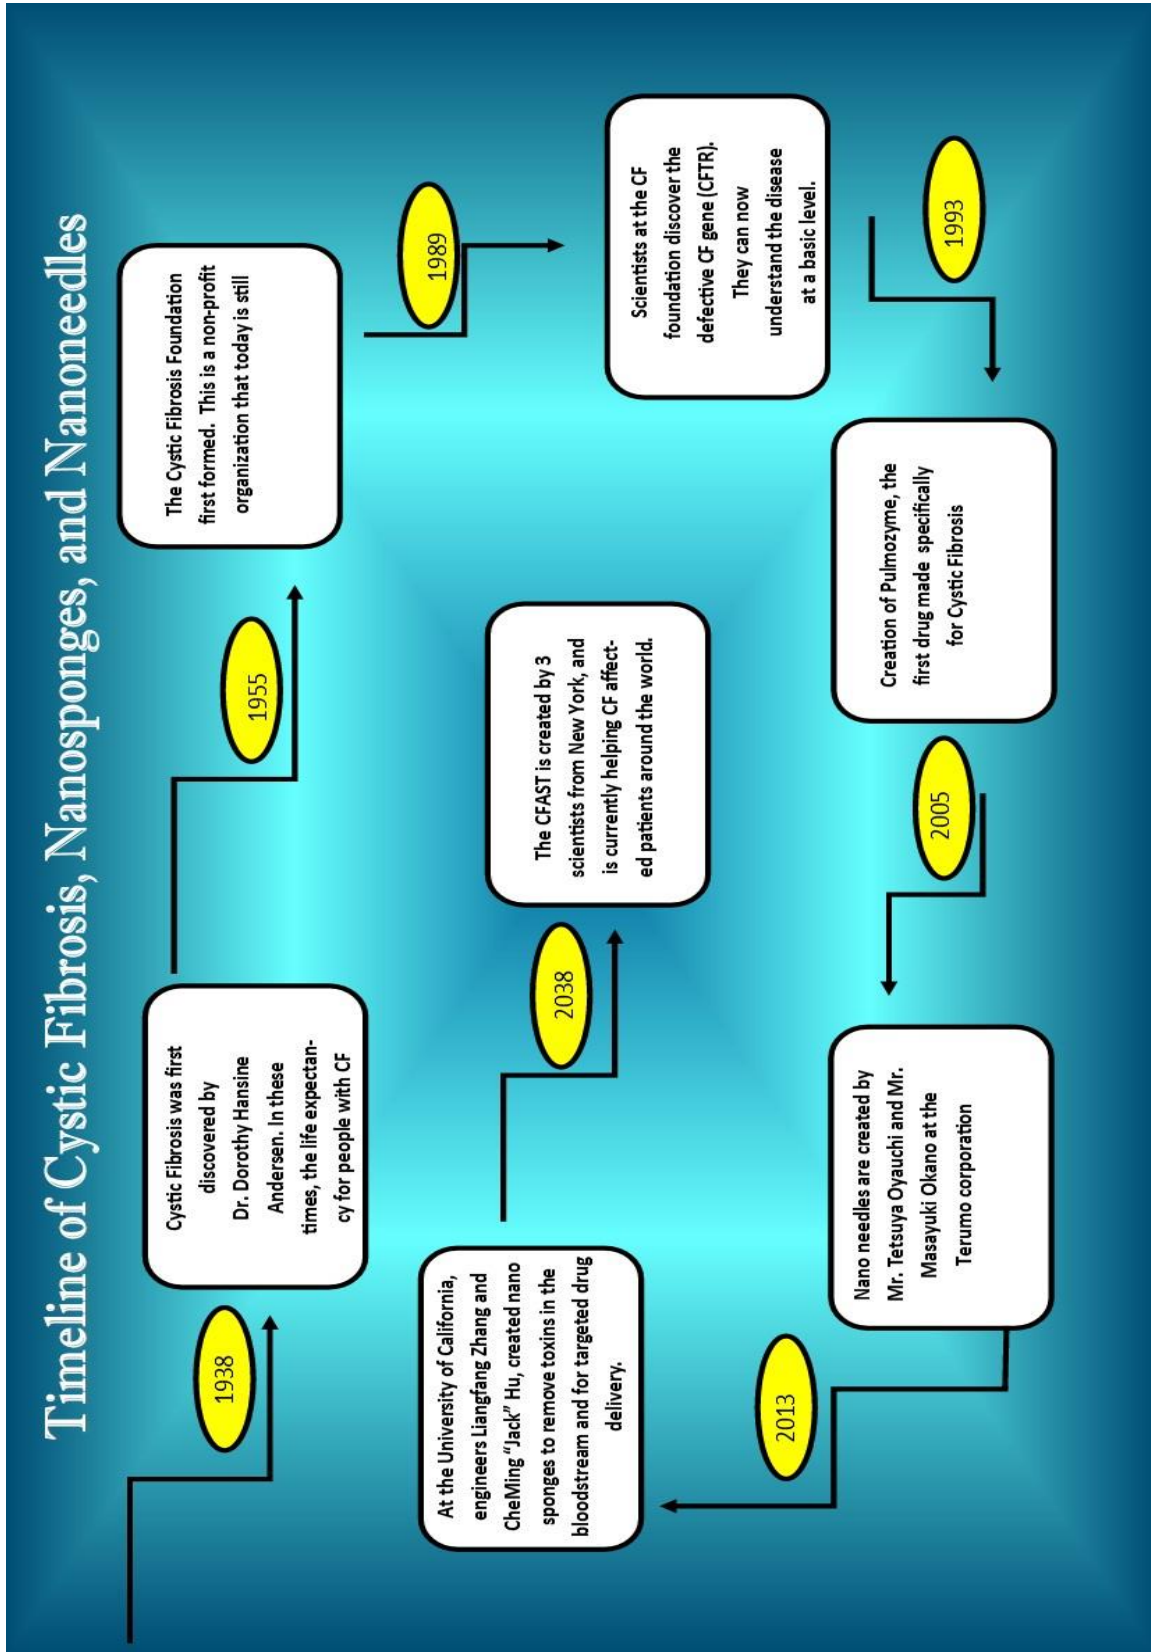 Timeline of Cystic Fibrosis, Nanosponges, and Nanoneedles
1938
Cystic Fibrosis was first
discovered by
Dr. Dorothy Hansine
Andersen. In these
times, the life expectan-
cy for people with CF
1955
The Cystic Fibrosis Foundation
first formed. This is a non-profit
organization that today is still
1989
Scientists at the CF
foundation discover the
defective CF gene (CFTR).
They can now
understand the disease
at a basic level.
1993
Creation of Pulmozyme, the
first drug made specifically
for Cystic Fibrosis
2005
Nano needles are created by
Mr. Tetsuya Oyauchi and Mr.
Masayuki Okano at the
Terumo corporation
2013
At the University of California,
engineers Liangfang Zhang and
CheMing “Jack” Hu, created nano
sponges to remove toxins in the
bloodstream and for targeted drug
delivery.
2038
The CFAST is created by 3
scientists from New York, and
is currently helping CF affect-
ed patients around the world.